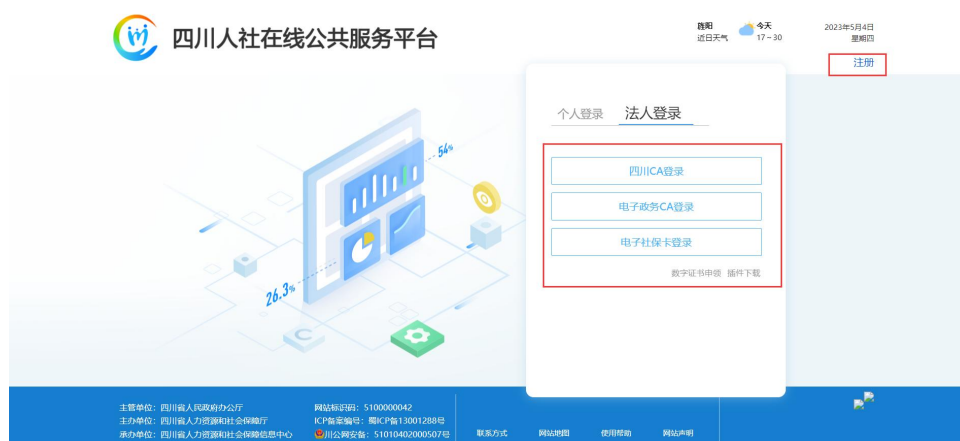 四川人社在线公共服务平台
旌阳
近日天气
今天
17~30
2023年5月4日
星期四
注册
个人登录 法人登录
四川CA登录
电子政务CA登录
电子社保卡登录
数字证书申领 插件下载
54%
26.3%
主管单位：四川省人民政府办公厅
主办单位：四川省人力资源和社会保障厅
承办单位：四川省人力资源和社会保障信息中心
网站标识码：5100000042
ICP备案编号：蜀ICP备13001288号
川公网安备：51010402000507号
联系方式 网站地图 使用帮助 网站声明